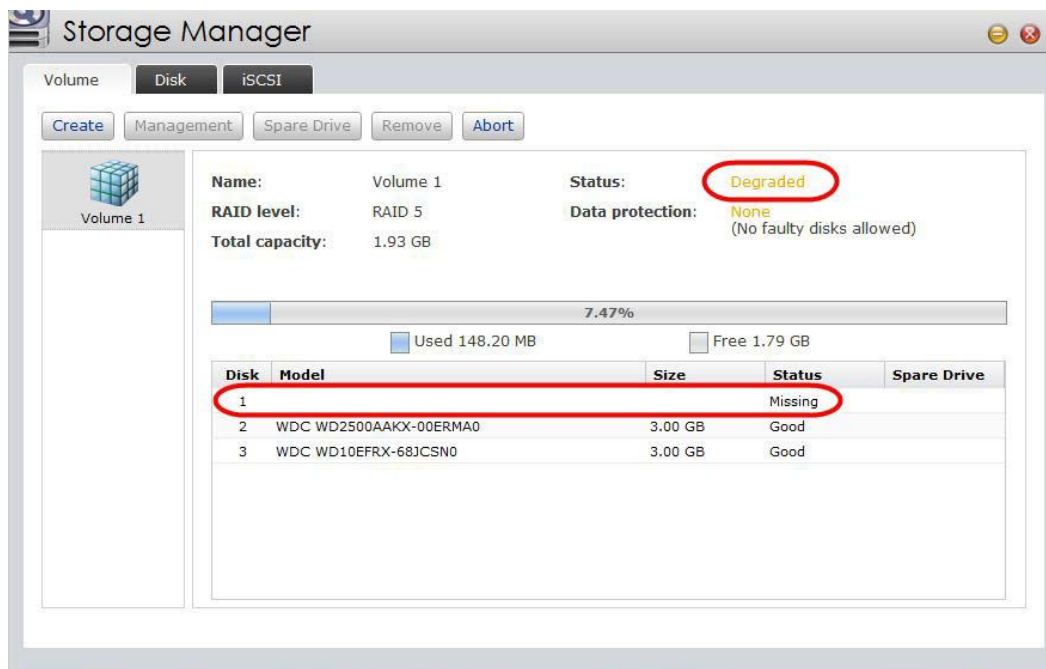 Storage Manager
Volume Disk iSCSI
Create Management Spare Drive Remove Abort
Volume 1
Name: Volume 1 Status: Degraded
RAID level: RAID 5 Data protection: None
(No faulty disks allowed)
Total capacity: 1.93 GB
7.47%
Used 148.20 MB Free 1.79 GB
Disk Model Size Status Spare Drive
1 Missing
2 WDC WD2500AAKX-00ERMA0 3.00 GB Good
3 WDC WD10EFRX-68JCSN0 3.00 GB Good